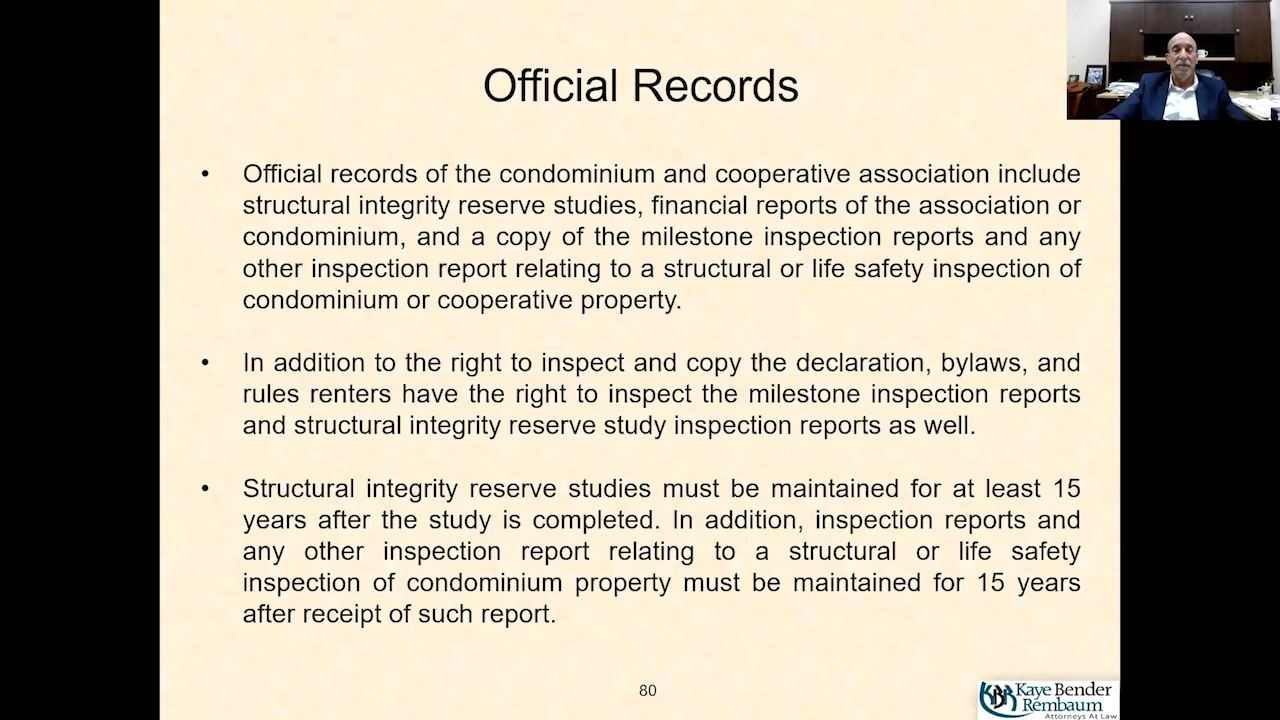 Official Records
• Official records of the condominium and cooperative association include
structural integrity reserve studies, financial reports of the association or
condominium, and a copy of the milestone inspection reports and any
other inspection report relating to a structural or life safety inspection of
condominium or cooperative property.
• In addition to the right to inspect and copy the declaration, bylaws, and
rules renters have the right to inspect the milestone inspection reports
and structural integrity reserve study inspection reports as well.
• Structural integrity reserve studies must be maintained for at least 15
years after the study is completed. In addition, inspection reports and
any other inspection report relating to a structural or life safety
inspection of condominium property must be maintained for 15 years
after receipt of such report.
80
KBR Kaye Bender
Rembaum
Attorneys At Law